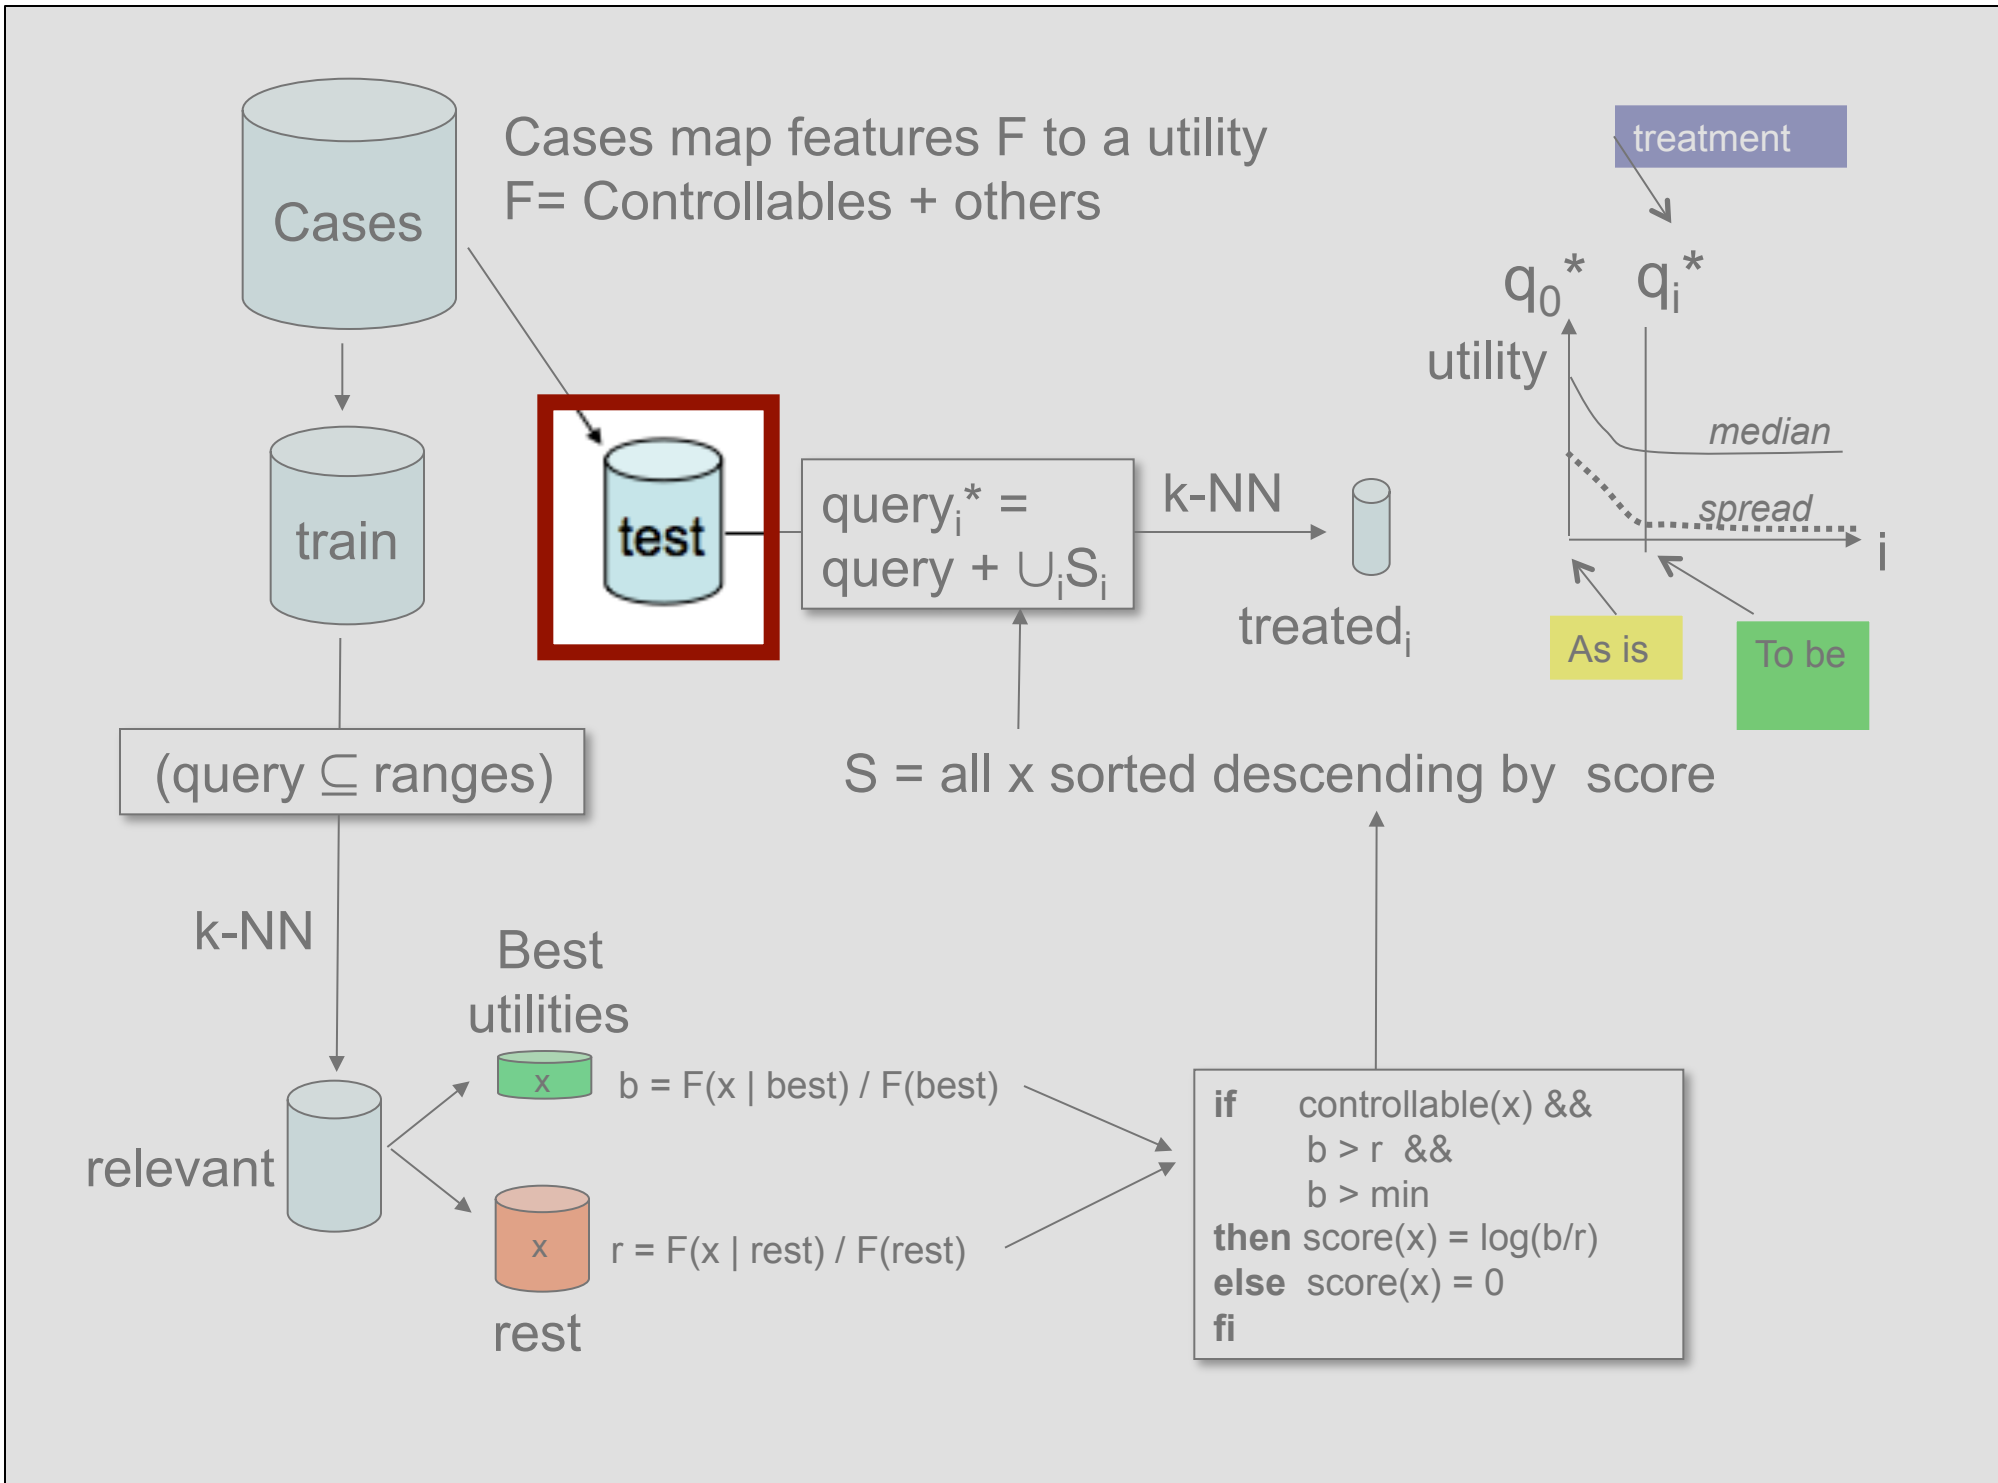 Cases map features F to a utility
F= Controllables + others
Cases
treatment
q₀* qᵢ*
utility
median
spread
i
As is
To be
train
test
queryᵢ* =
query + ∪ᵢSᵢ
k-NN
treatedᵢ
(query ⊆ ranges)
S = all x sorted descending by score
k-NN
Best
utilities
x
b = F(x | best) / F(best)
relevant
x
r = F(x | rest) / F(rest)
rest
if controllable(x) &&
b > r &&
b > min
then score(x) = log(b/r)
else score(x) = 0
fi